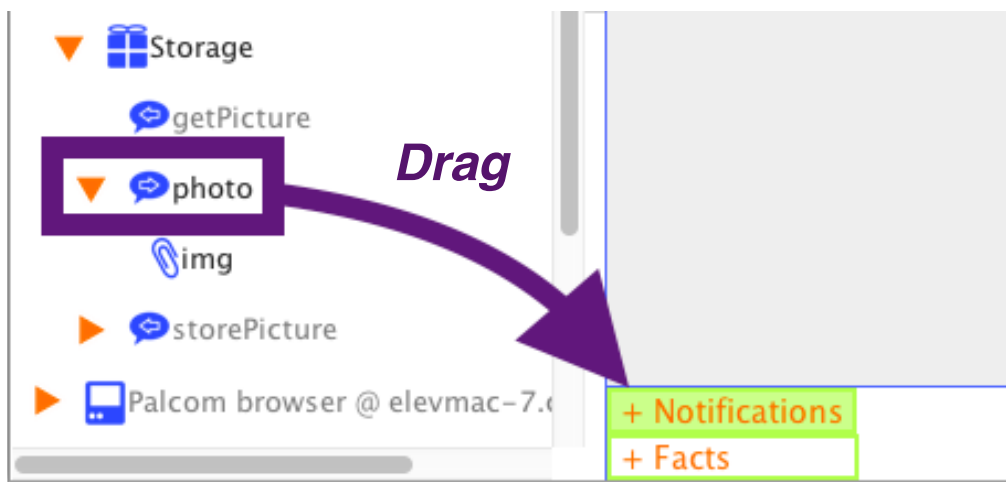 Storage
getPicture
Drag
photo
img
storePicture
Palcom browser @ elevmac-7.
+ Notifications
+ Facts